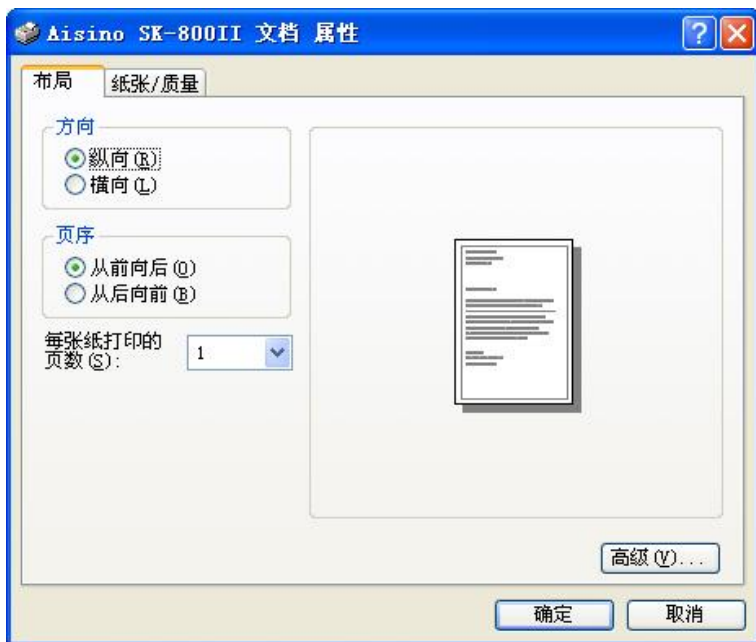 Aisino SK-800II 文档 属性
布局
纸张/质量
方向
纵向(R)
横向(L)
页序
从前向后(O)
从后向前(B)
每张纸打印的
页数(S):
1
高级(V)...
确定
取消